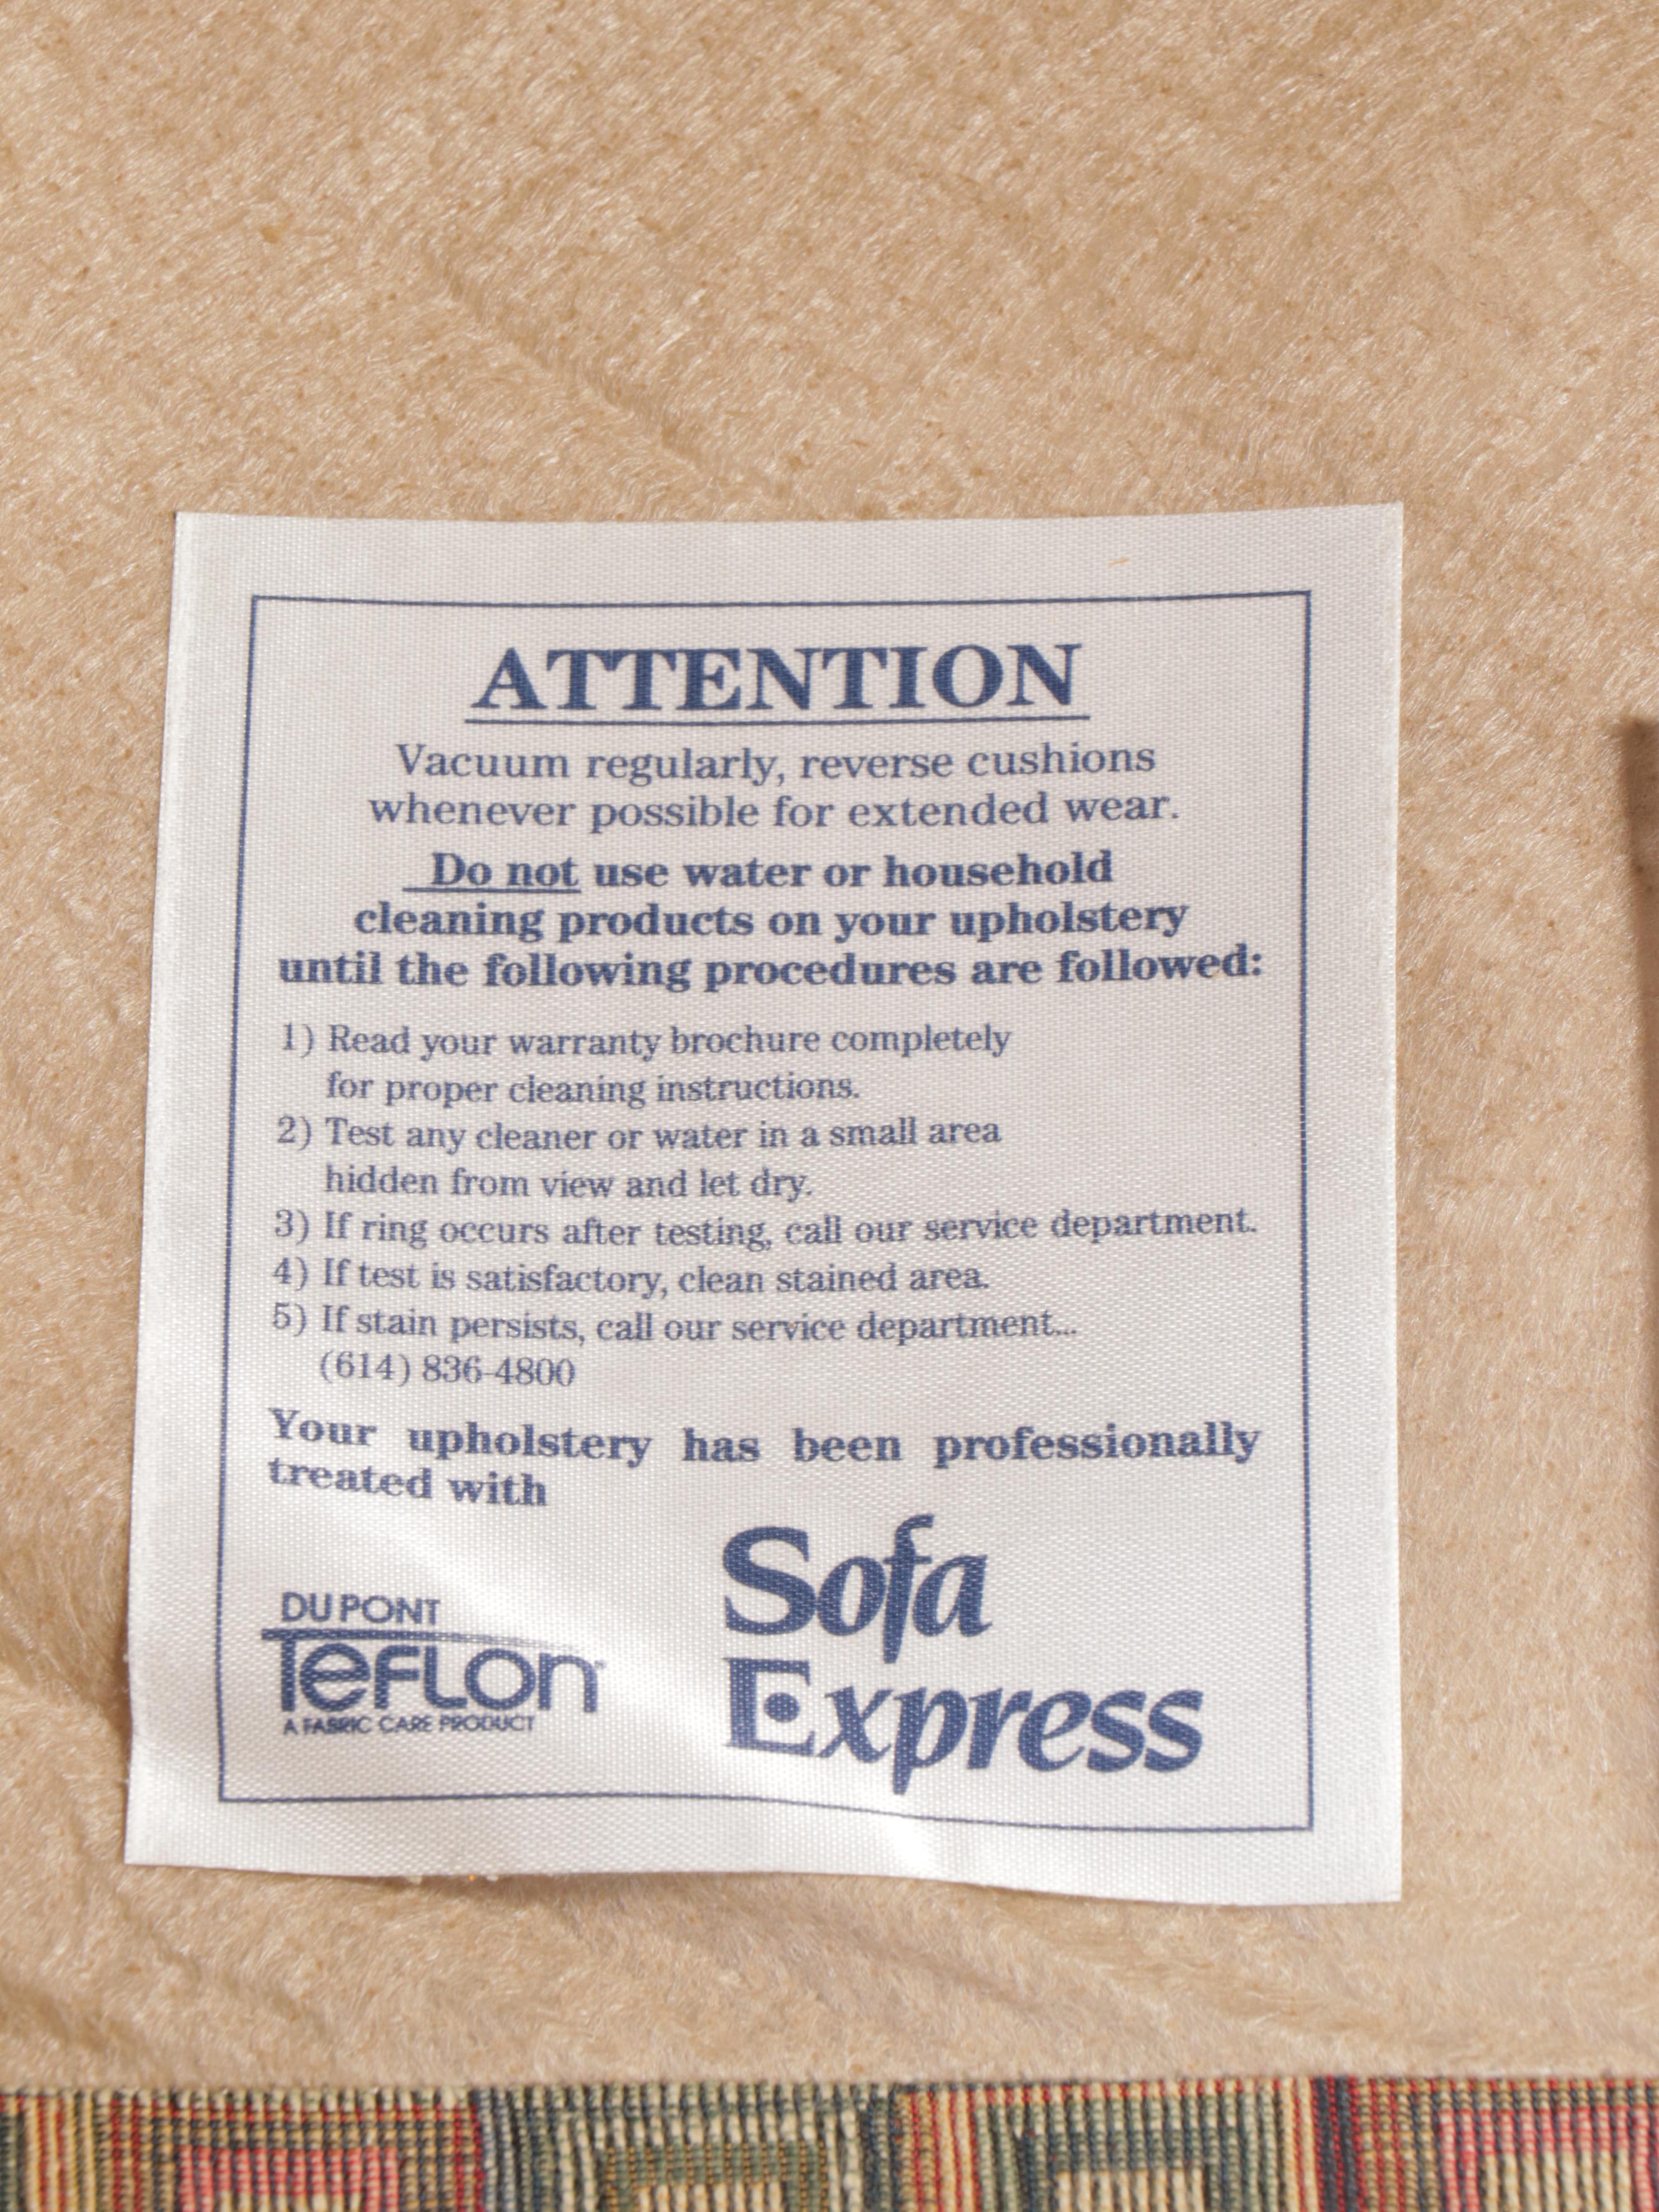 ATTENTION
Vacuum regularly, reverse cushions
whenever possible for extended wear.
Do not use water or household
cleaning products on your upholstery
until the following procedures are followed:
1) Read your warranty brochure completely
for proper cleaning instructions.
2) Test any cleaner or water in a small area
hidden from view and let dry.
3) If ring occurs after testing, call our service department.
4) If test is satisfactory, clean stained area.
5) If stain persists, call our service department...
(614) 836-4800
Your upholstery has been professionally
treated with
DU PONT
TEFLON™
A FABRIC CARE PRODUCT
Sofa
Express